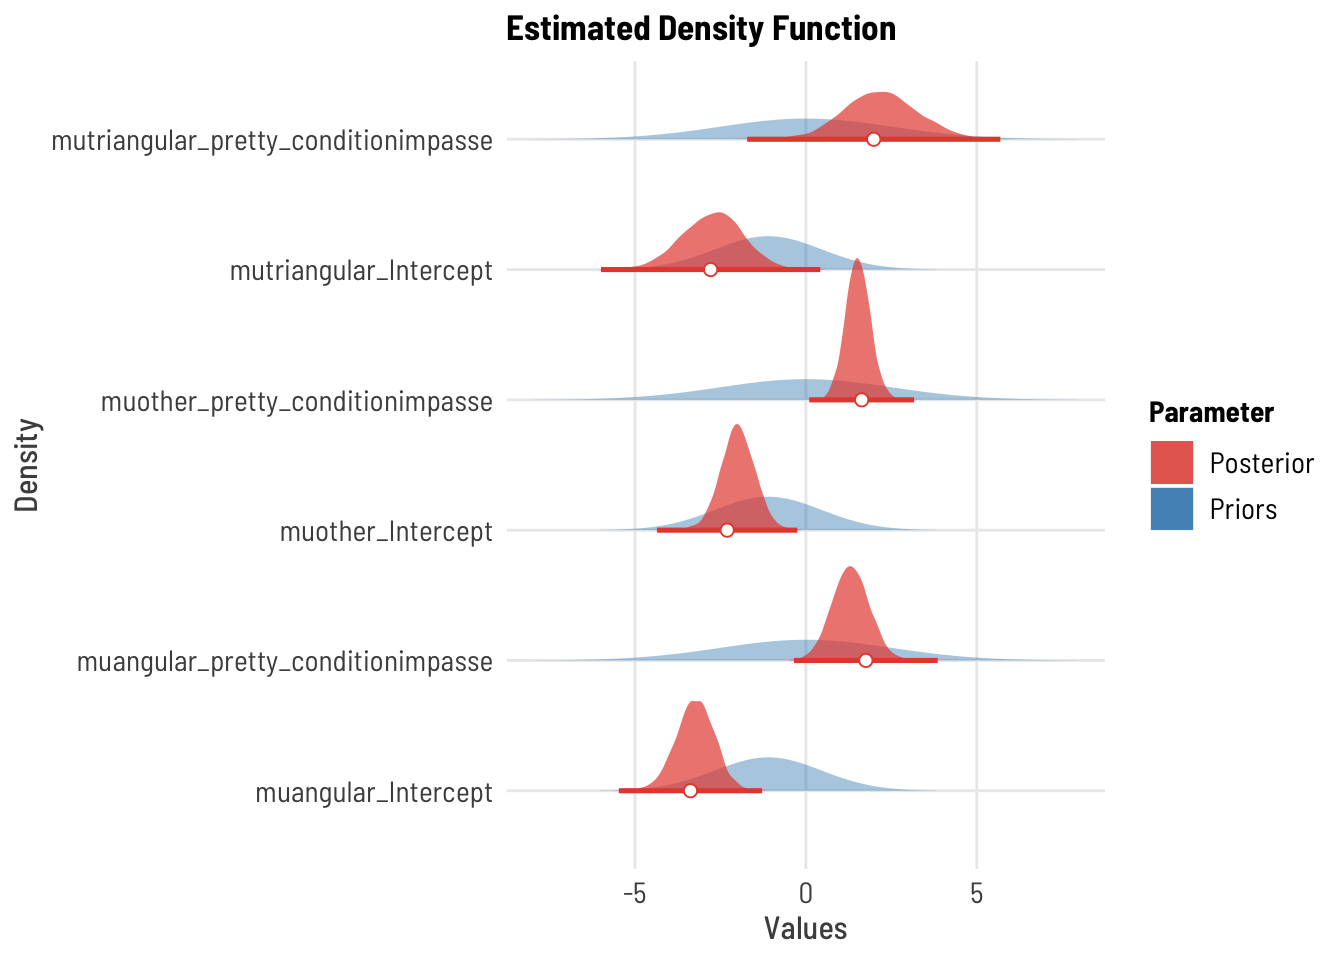 Estimated Density Function
mutriangular_pretty_conditionimpasse
mutriangular_Intercept
muother_pretty_conditionimpasse
muother_Intercept
muangular_pretty_conditionimpasse
muangular_Intercept
Density
-5 0 5
Values
Parameter
Posterior
Priors